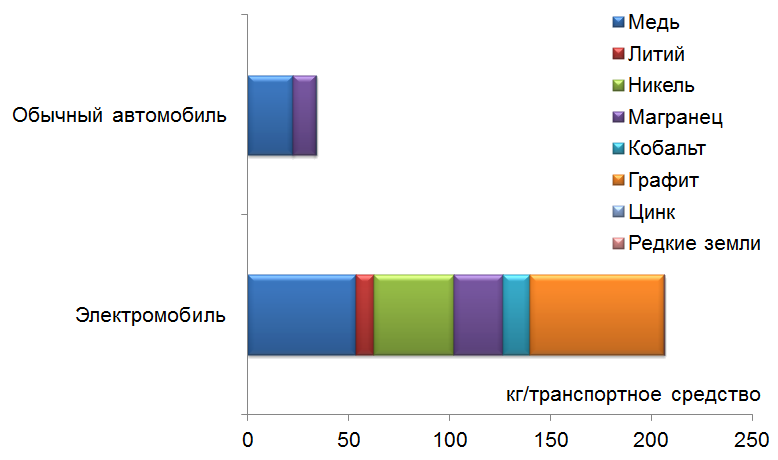 Медь
Литий
Никель
Магранец
Кобальт
Графит
Цинк
Редкие земли
Обычный автомобиль
Электромобиль
кг/транспортное средство
0 50 100 150 200 250